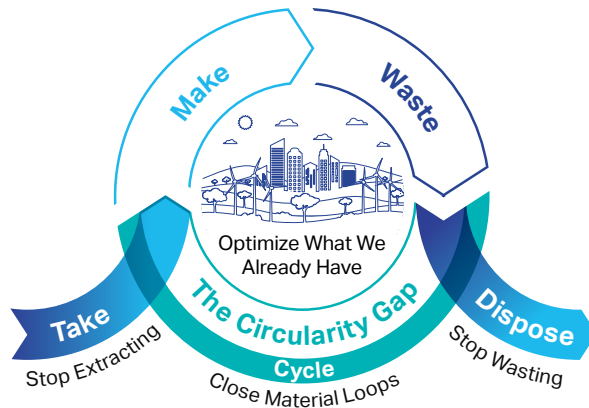 Make
Waste
Optimize What We
Already Have
The Circularity Gap
Take
Dispose
Stop Extracting
Cycle
Stop Wasting
Close Material Loops